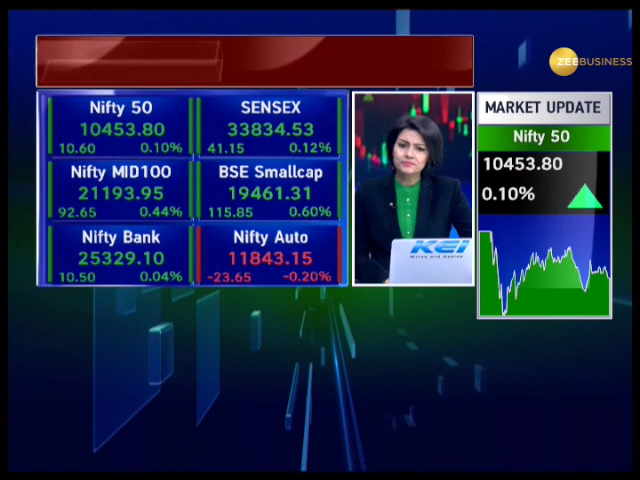 ZEEBUSINESS
Nifty 50
10453.80
10.60 0.10%
SENSEX
33834.53
41.15 0.12%
Nifty MID100
21193.95
92.65 0.44%
BSE Smallcap
19461.31
115.85 0.60%
Nifty Bank
25329.10
10.50 0.04%
Nifty Auto
11843.15
-23.65 -0.20%
KEI
Wires and Cables
MARKET UPDATE
Nifty 50
10453.80
0.10%